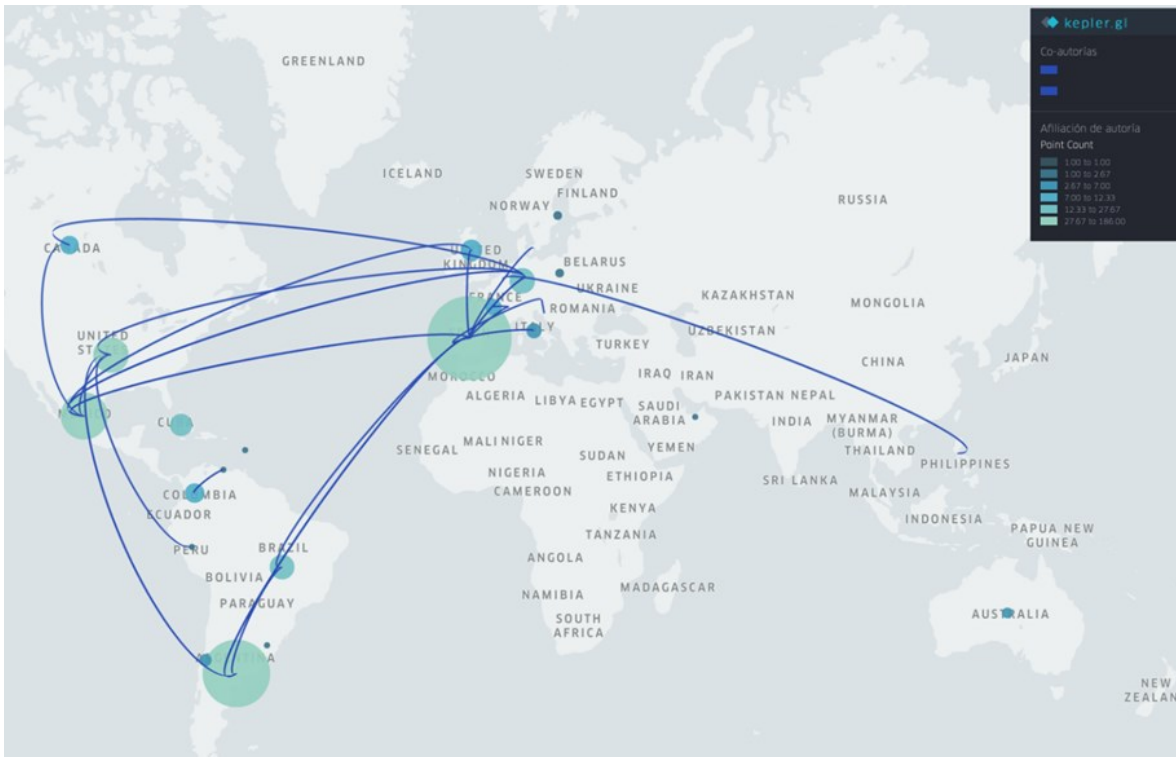 kepler.gl
Co-autorías
Afiliación de autoría
Point Count
1.00 to 1.00
1.00 to 2.67
2.67 to 7.00
7.00 to 12.33
12.33 to 27.67
27.67 to 186.00
GREENLAND
ICELAND
SWEDEN
FINLAND
NORWAY
RUSSIA
CANADA
UNITED
KINGDOM
BELARUS
UKRAINE
FRANCE
KAZAKHSTAN
MONGOLIA
ROMANIA
ITALY
UZBEKISTAN
UNITED
STATES
TURKEY
CHINA
JAPAN
MOROCCO
ALGERIA
LIBYA
EGYPT
IRAQ
IRAN
PAKISTAN
NEPAL
SAUDI
ARABIA
INDIA
MYANMAR
(BURMA)
MEXICO
CUBA
SENEGAL
MALI
NIGER
YEMEN
THAILAND
SUDAN
PHILIPPINES
NIGERIA
ETHIOPIA
SRI LANKA
CAMEROON
MALAYSIA
COLOMBIA
ECUADOR
KENYA
INDONESIA
PAPUA NEW
GUINEA
TANZANIA
PERU
BRAZIL
ANGOLA
BOLIVIA
MADAGASCAR
NAMIBIA
PARAGUAY
SOUTH
AFRICA
AUSTRALIA
ARGENTINA
NEW